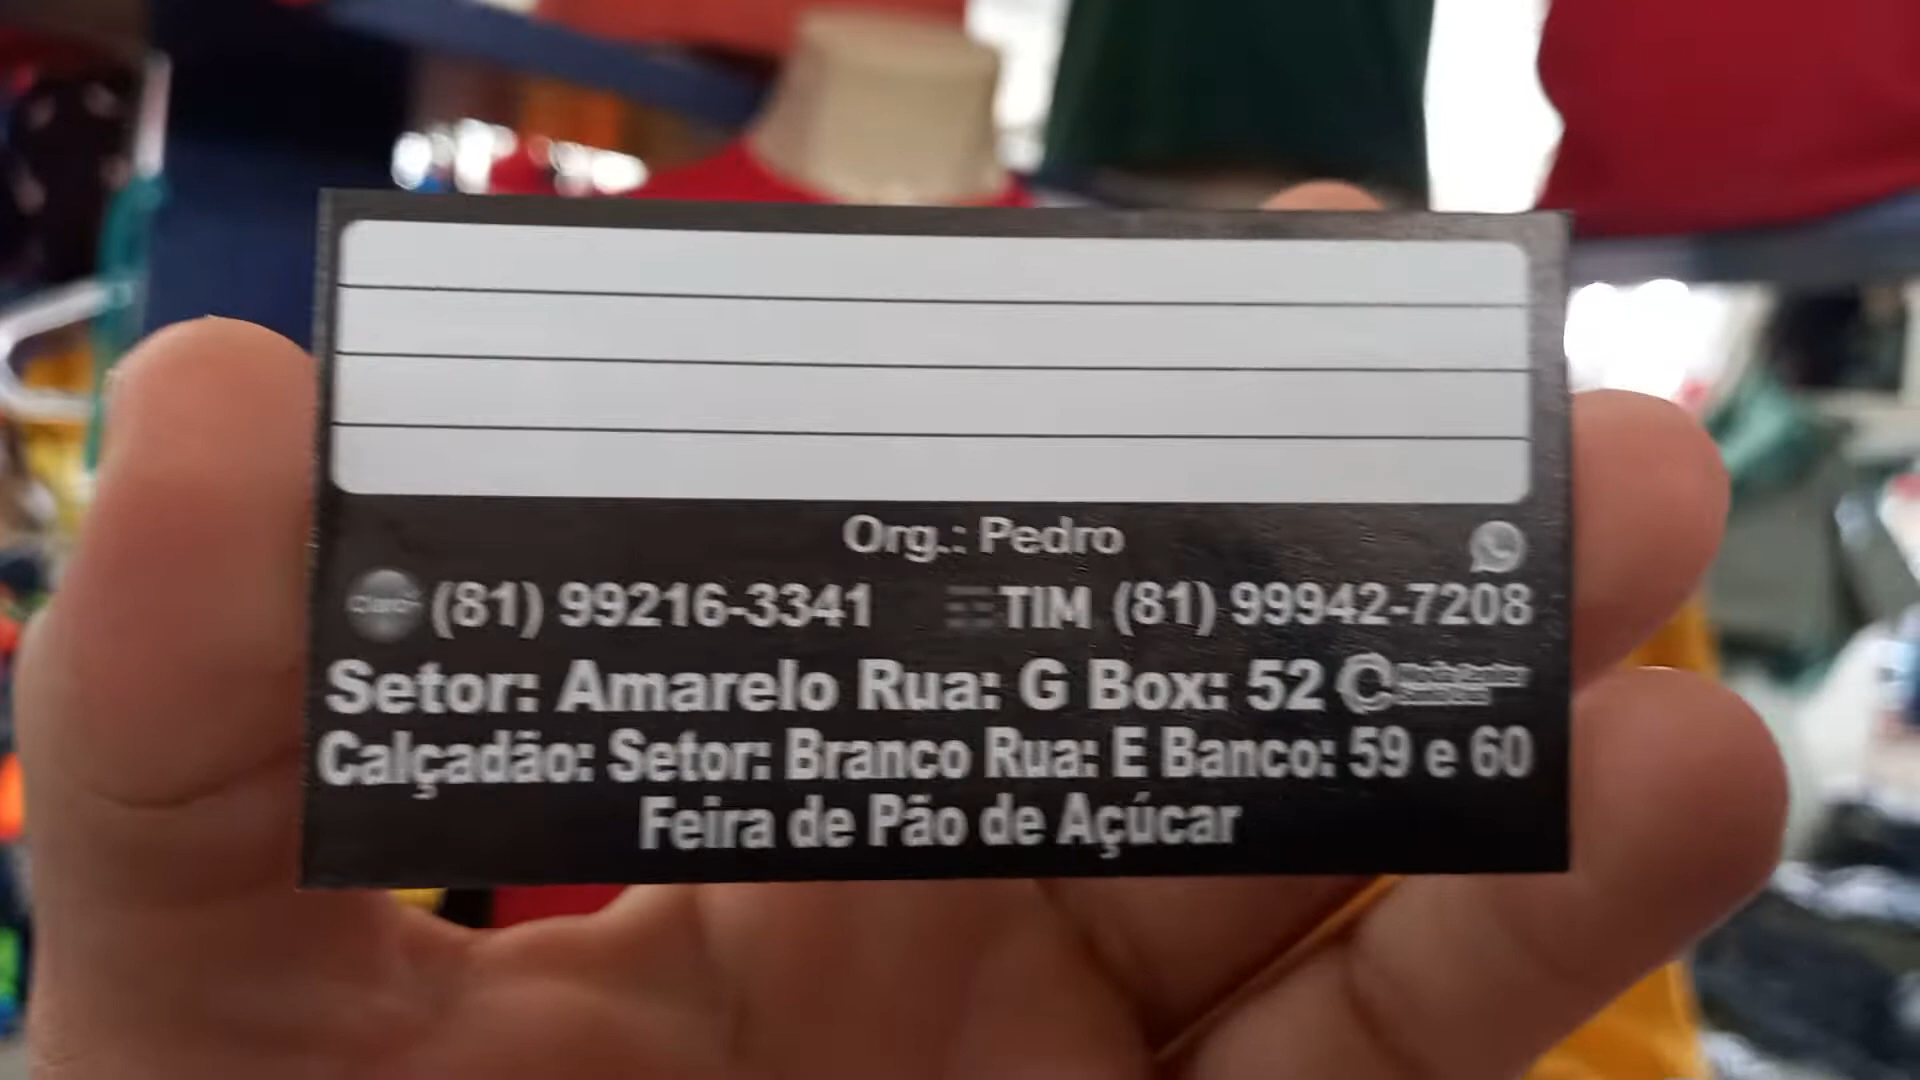 Org.: Pedro
Claro (81) 99216-3341 TIM (81) 99942-7208
Setor: Amarelo Rua: G Box: 52
Calçadão: Setor: Branco Rua: E Banco: 59 e 60
Feira de Pão de Açúcar